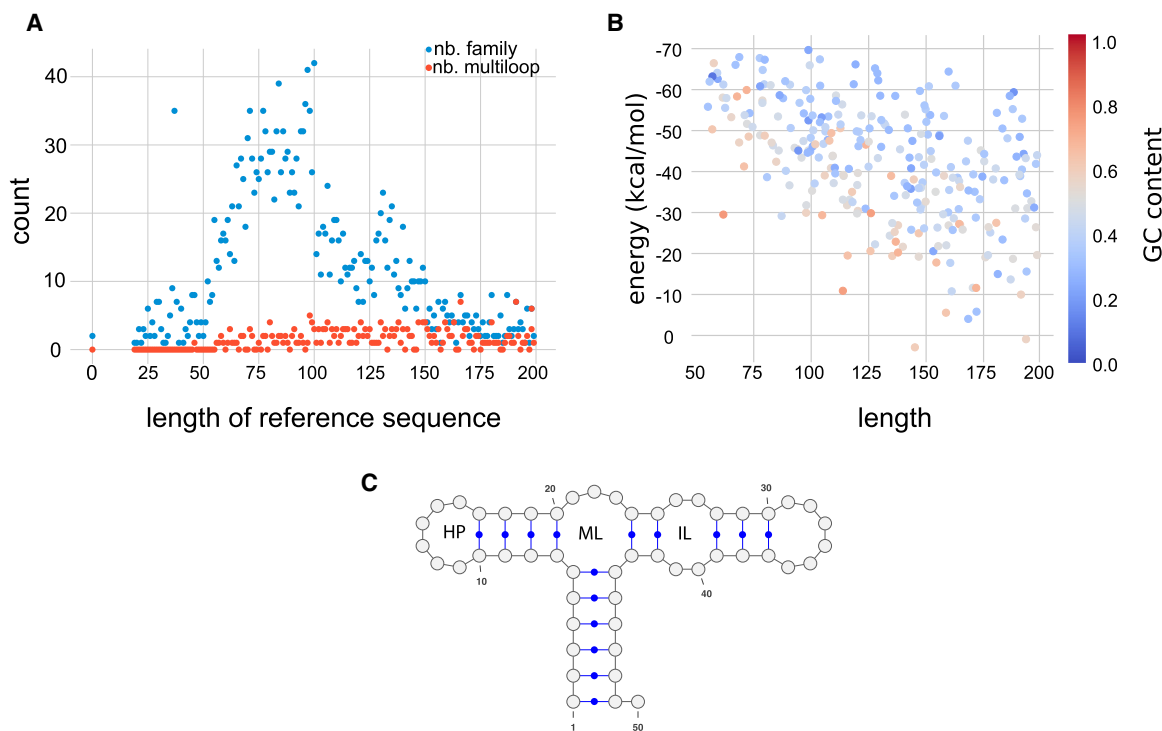 A
nb. family
nb. multiloop
40
30
20
10
0
0 25 50 75 100 125 150 175 200
count
length of reference sequence
B
-70
-60
-50
-40
-30
-20
-10
0
50 75 100 125 150 175 200
energy (kcal/mol)
length
1.0
0.8
0.6
0.4
0.2
0.0
GC content
C
20
30
HP
ML
IL
10
40
1
50